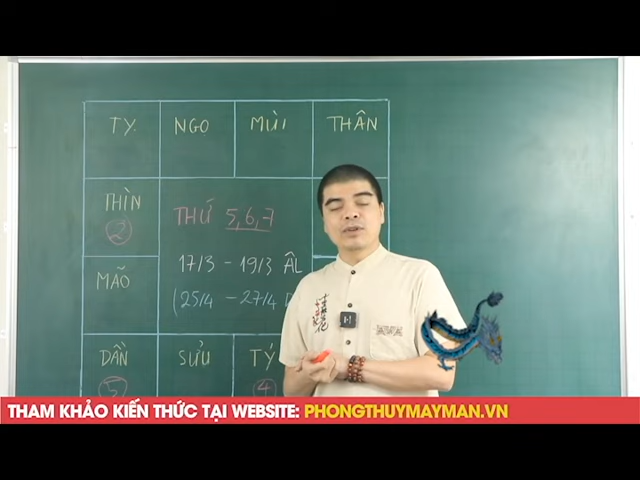 TỴ NGỌ MÙI THÂN
THÌN
2
THỨ 5,6,7
17/3 - 19/3 ÂL
MÃO
(25/4 - 27/4
DẦN SỬU TÝ
5 4
THAM KHẢO KIẾN THỨC TẠI WEBSITE: PHONGTHUYMAYMAN.VN